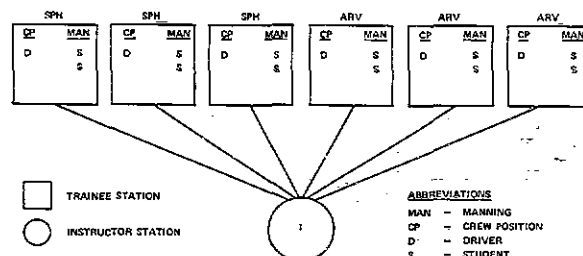 SPH SPH SPH ARV ARV ARV
CP MAN CP MAN CP MAN CP MAN CP MAN CP MAN
D S D S D S D S D S D S
S S S S S S
TRAINEE STATION
INSTRUCTOR STATION
I
ABBREVIATIONS
MAN – MANNING
CP – CREW POSITION
D – DRIVER
S – STUDENT